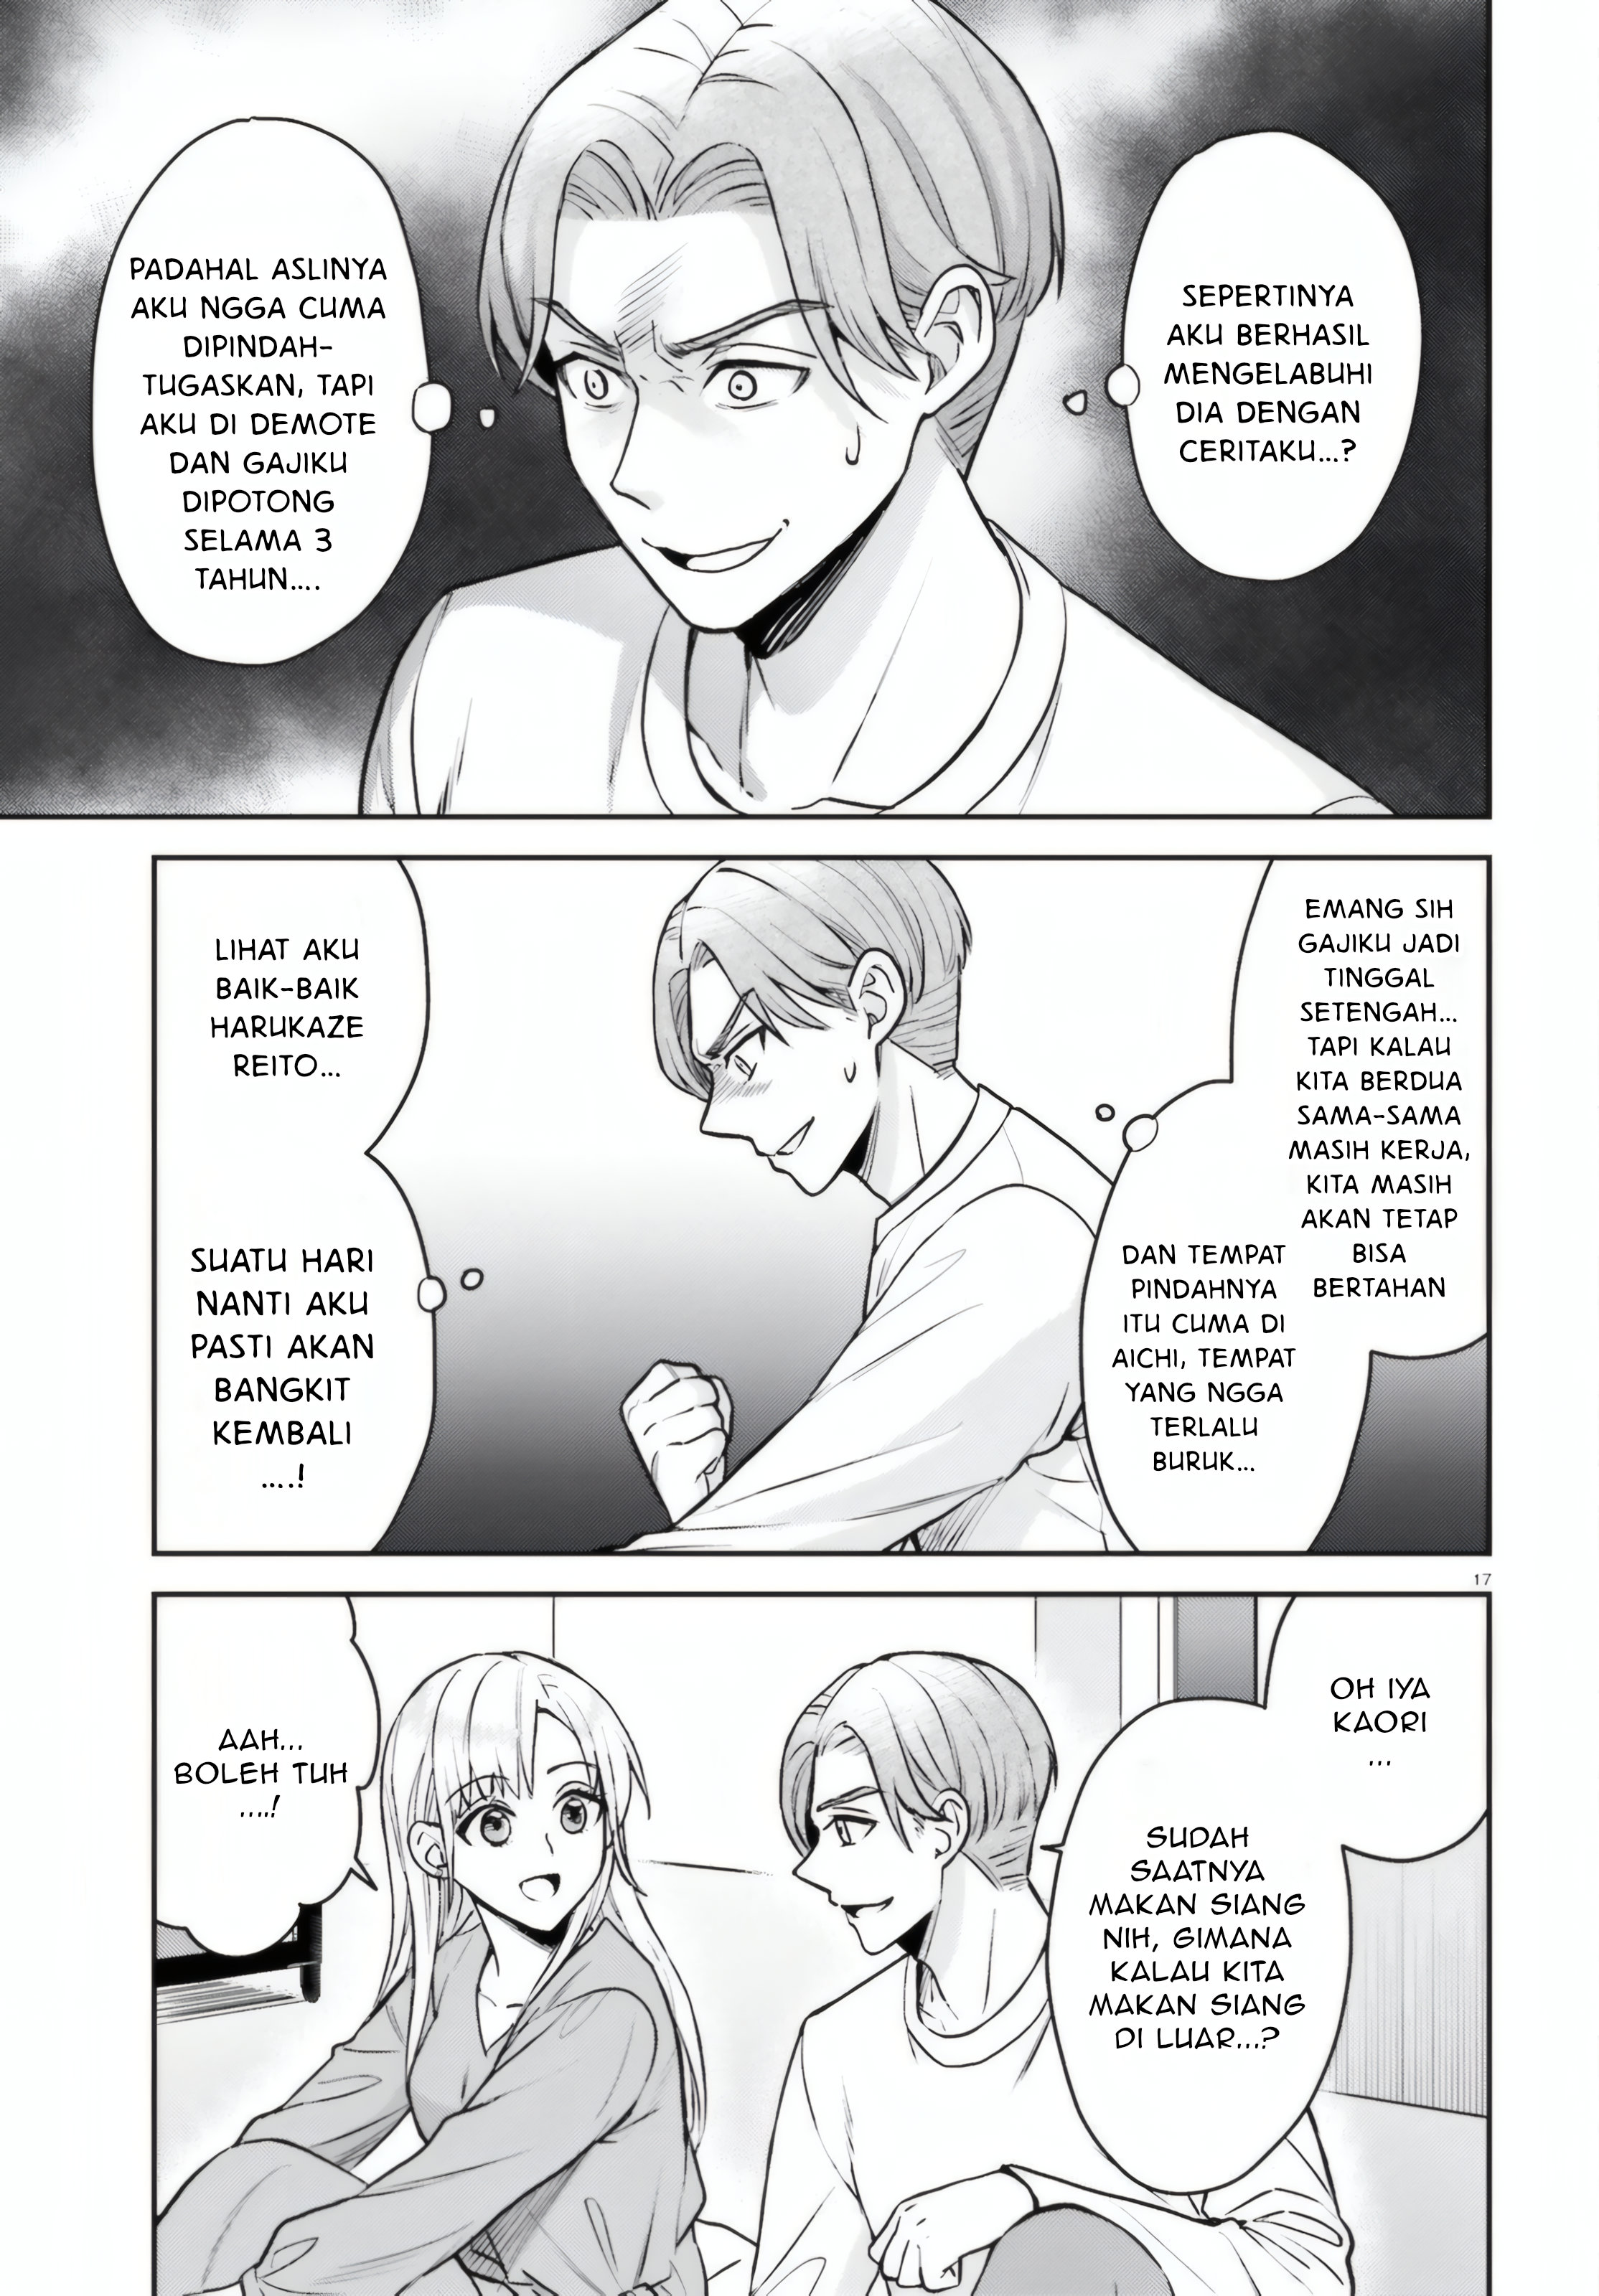 SEPERTINYA
AKU BERHASIL
MENGELABUHI
DIA DENGAN
CERITAKU...?
PADAHAL ASLINYA
AKU NGGA CUMA
DIPINDAH-
TUGASKAN, TAPI
AKU DI DEMOTE
DAN GAJIKU
DIPOTONG
SELAMA 3
TAHUN....
EMANG SIH
GAJIKU JADI
TINGGAL
SETENGAH...
TAPI KALAU
KITA BERDUA
SAMA-SAMA
MASIH KERJA,
KITA MASIH
AKAN TETAP
BISA
BERTAHAN
DAN TEMPAT
PINDAHNYA
ITU CUMA DI
AICHI, TEMPAT
YANG NGGA
TERLALU
BURUK...
LIHAT AKU
BAIK-BAIK
HARUKAZE
REITO...
SUATU HARI
NANTI AKU
PASTI AKAN
BANGKIT
KEMBALI
....!
17
OH IYA
KAORI
...
SUDAH
SAATNYA
MAKAN SIANG
NIH, GIMANA
KALAU KITA
MAKAN SIANG
DI LUAR...?
AAH...
BOLEH TUH
....!